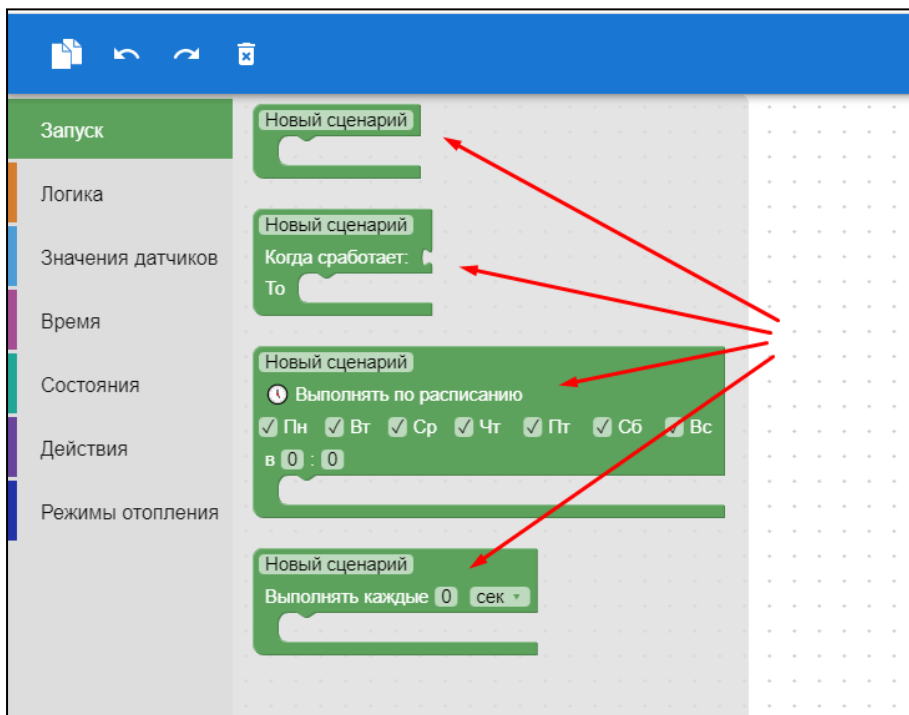 Запуск
Логика
Значения датчиков
Время
Состояния
Действия
Режимы отопления
Новый сценарий
Новый сценарий
Когда сработает:
То
Новый сценарий
Выполнять по расписанию
Пн Вт Ср Чт Пт Сб Вс
в 0 : 0
Новый сценарий
Выполнять каждые 0 сек